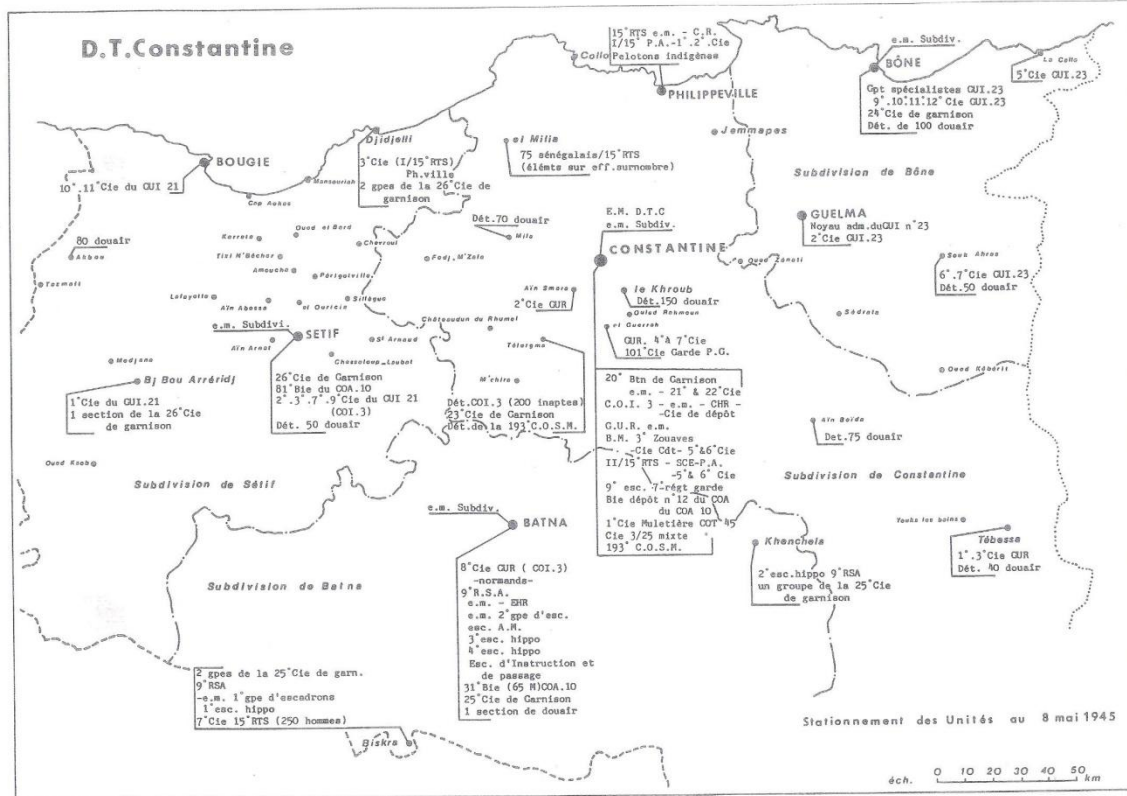 D.T. Constantine
15°RTS e.m. - C.R.
I/15° P.A.-1°.2°.Cie
Pelotons indigènes
Collo
PHILIPPEVILLE
e.m. Subdiv.
BÔNE
La Calle
5°Cie GUI.23
Gpt spécialistes GUI.23
9°.10°.11°.12° Cie GUI.23
24°Cie de garnison
Dét. de 100 douair
Jemmapes
el Milia
75 sénégalais/15°RTS
(élémts sur eff.surnombre)
Djidjelli
3°Cie (I/15°RTS)
Ph.ville
2 gpes de la 26°Cie de
garnison
BOUGIE
10°.11°Cie du GUI 21
Mansouriah
Cap Aokas
Subdivision de Bône
GUELMA
Noyau adm.duGUI n°23
2°Cie GUI.23
E.M. D.T.C
e.m. Subdiv.
CONSTANTINE
Dét.70 douair
Mila
80 douair
Akbou
Tazmalt
Kerrata
Oued el Bard
Chevreul
Tizi N'Béchar
Amoucha
Périgotville
Fedj. M'Zala
Oued Zenati
Souk Ahras
6°.7°Cie GUI.23
Dét.50 douair
Aïn Smara
2°Cie GUR
le Khroub
Dét.150 douair
Ouled Rahmoun
el Guerrah
GUR. 4° à 7°Cie
101°Cie Garde P.G.
Lafayette
Aïn Abessa
el Ouricia
Sillègue
Châteaudun du Rhumel
Sédrata
e.m. Subdivi.
SETIF
St Arnaud
Aïn Arnat
Chasseloup-Laubat
Téleryma
Medjana
Bj Bou Arréridj
1°Cie du GUI.21
1 section de la 26°Cie
de garnison
26°Cie de Garnison
81°Bie du COA.10
2°.3°.7°.9°Cie du GUI 21
(COI.3)
Dét. 50 douair
M'chira
Dét.COI.3 (200 inaptes)
23°Cie de Garnison
Dét.de la 193°C.O.S.M.
20° Btn de Garnison
e.m. - 21° & 22°Cie
C.O.I. 3 - e.m. - CHR -
-Cie de dépôt
G.U.R. e.m.
B.M. 3° Zouaves
-Cie Cdt- 5°&6°Cie
II/15°RTS - SCE-P.A.
-5°& 6° Cie
9° esc. 7°régt garde
Bie dépôt n°12 du COA
du COA 10
1°Cie Muletière COT 45
Cie 3/25 mixte
193° C.O.S.M.
Oued Kébérit
Aïn Beïda
Det.75 douair
Oued Ksob
Subdivision de Sétif
Subdivision de Constantine
e.m. Subdiv.
BATNA
8°Cie GUR ( COI.3)
-normands-
9°R.S.A.
e.m. - EHR
e.m. 2°gpe d'esc.
esc. A.M.
3°esc. hippo
4°esc. hippo
Esc. d'Instruction et
de passage
31°Bie (65 M)COA.10
25°Cie de Garnison
1 section de douair
Khenchela
2°esc.hippo 9°RSA
un groupe de la 25°Cie
de garnison
Youks les bains
Tébessa
1°.3°Cie GUR
Dét. 40 douair
Subdivision de Batna
2 gpes de la 25°Cie de garn.
9°RSA
-e.m. 1°gpe d'escadrons
1°esc. hippo
7°Cie 15°RTS (250 hommes)
Biskra
Stationnement des Unités au 8 mai 1945
éch. 0 10 20 30 40 50
km